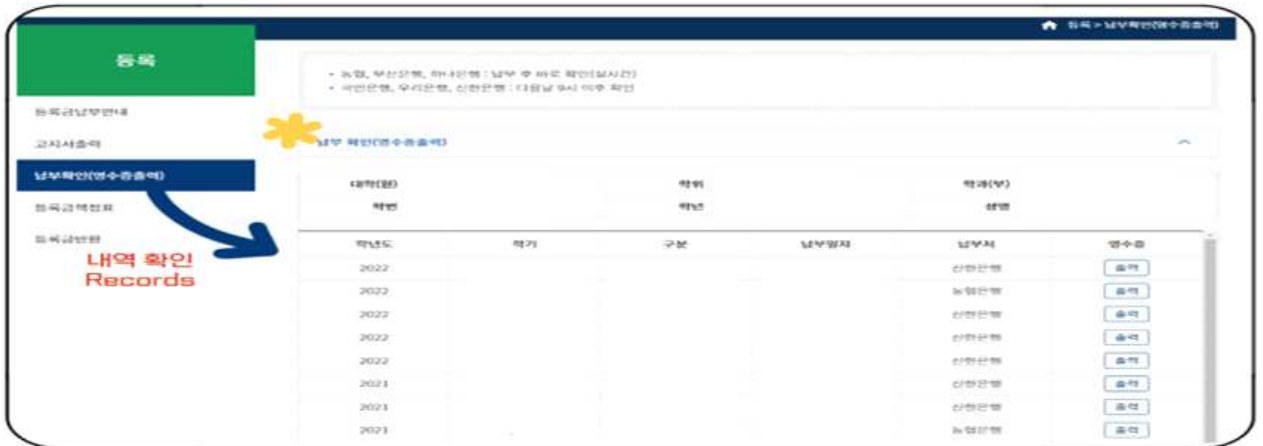 등록 > 납부확인(영수증출력)
등록
• 농협, 부산은행, 하나은행 : 납부 후 바로 확인(실시간)
• 국민은행, 우리은행, 신한은행 : 다음날 9시 이후 확인
등록금납부안내
고지서출력
납부확인(영수증출력)
등록금책정표
등록금반환
내역 확인
Records
납부 확인(영수증출력)
대학(원) 학위 학과(부)
학번 학년 성명
학년도 학기 구분 납부일자 납부처 영수증
2022 신한은행 출력
2022 농협은행 출력
2022 신한은행 출력
2022 신한은행 출력
2022 신한은행 출력
2021 신한은행 출력
2021 신한은행 출력
2021 농협은행 출력